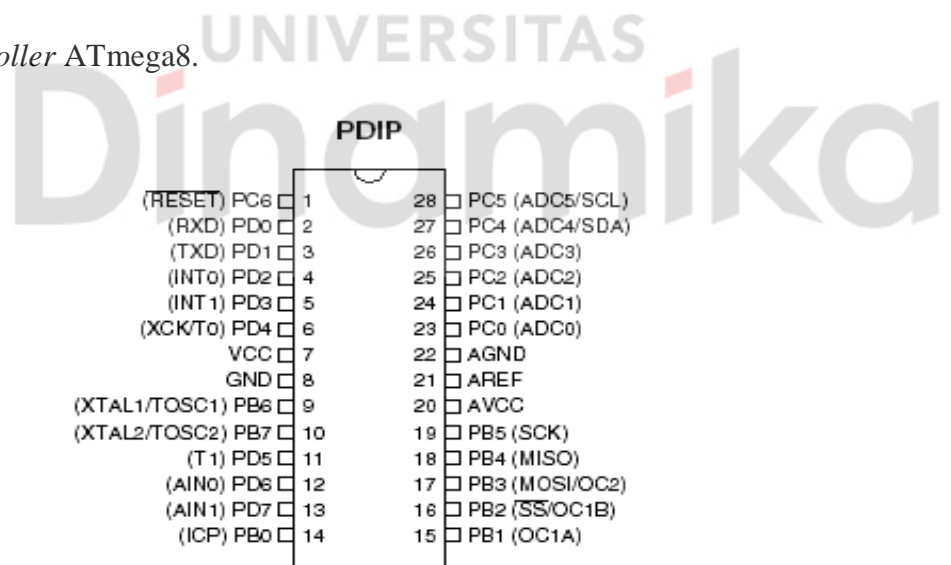 UNIVERSITAS
Dinamika
oller ATmega8.
PDIP
(RESET) PC6 1 28 PC5 (ADC5/SCL)
(RXD) PD0 2 27 PC4 (ADC4/SDA)
(TXD) PD1 3 26 PC3 (ADC3)
(INT0) PD2 4 25 PC2 (ADC2)
(INT1) PD3 5 24 PC1 (ADC1)
(XCK/T0) PD4 6 23 PC0 (ADC0)
VCC 7 22 AGND
GND 8 21 AREF
(XTAL1/TOSC1) PB6 9 20 AVCC
(XTAL2/TOSC2) PB7 10 19 PB5 (SCK)
(T1) PD5 11 18 PB4 (MISO)
(AIN0) PD6 12 17 PB3 (MOSI/OC2)
(AIN1) PD7 13 16 PB2 (SS/OC1B)
(ICP) PB0 14 15 PB1 (OC1A)